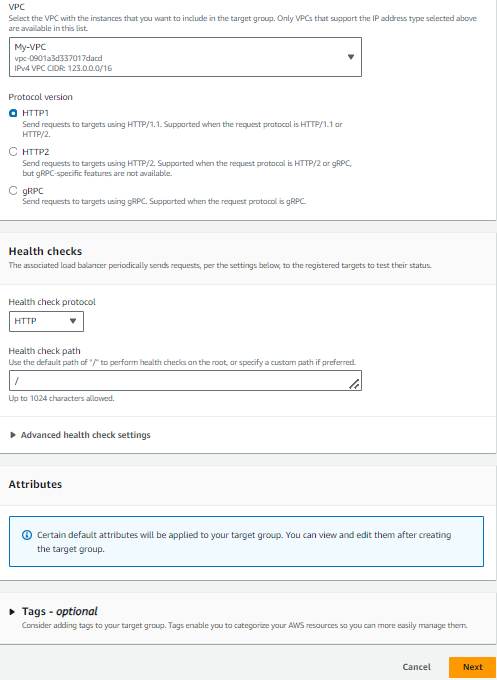 VPC
Select the VPC with the instances that you want to include in the target group. Only VPCs that support the IP address type selected above
are available in this list.
My-VPC
vpc-0901a3d337017dacd
IPv4 VPC CIDR: 123.0.0.0/16
Protocol version
HTTP1
Send requests to targets using HTTP/1.1. Supported when the request protocol is HTTP/1.1 or
HTTP/2.
HTTP2
Send requests to targets using HTTP/2. Supported when the request protocol is HTTP/2 or gRPC,
but gRPC-specific features are not available.
gRPC
Send requests to targets using gRPC. Supported when the request protocol is gRPC.
Health checks
The associated load balancer periodically sends requests, per the settings below, to the registered targets to test their status.
Health check protocol
HTTP
Health check path
Use the default path of "/" to perform health checks on the root, or specify a custom path if preferred.
/
Up to 1024 characters allowed.
Advanced health check settings
Attributes
Certain default attributes will be applied to your target group. You can view and edit them after creating
the target group.
Tags - optional
Consider adding tags to your target group. Tags enable you to categorize your AWS resources so you can more easily manage them.
Cancel
Next